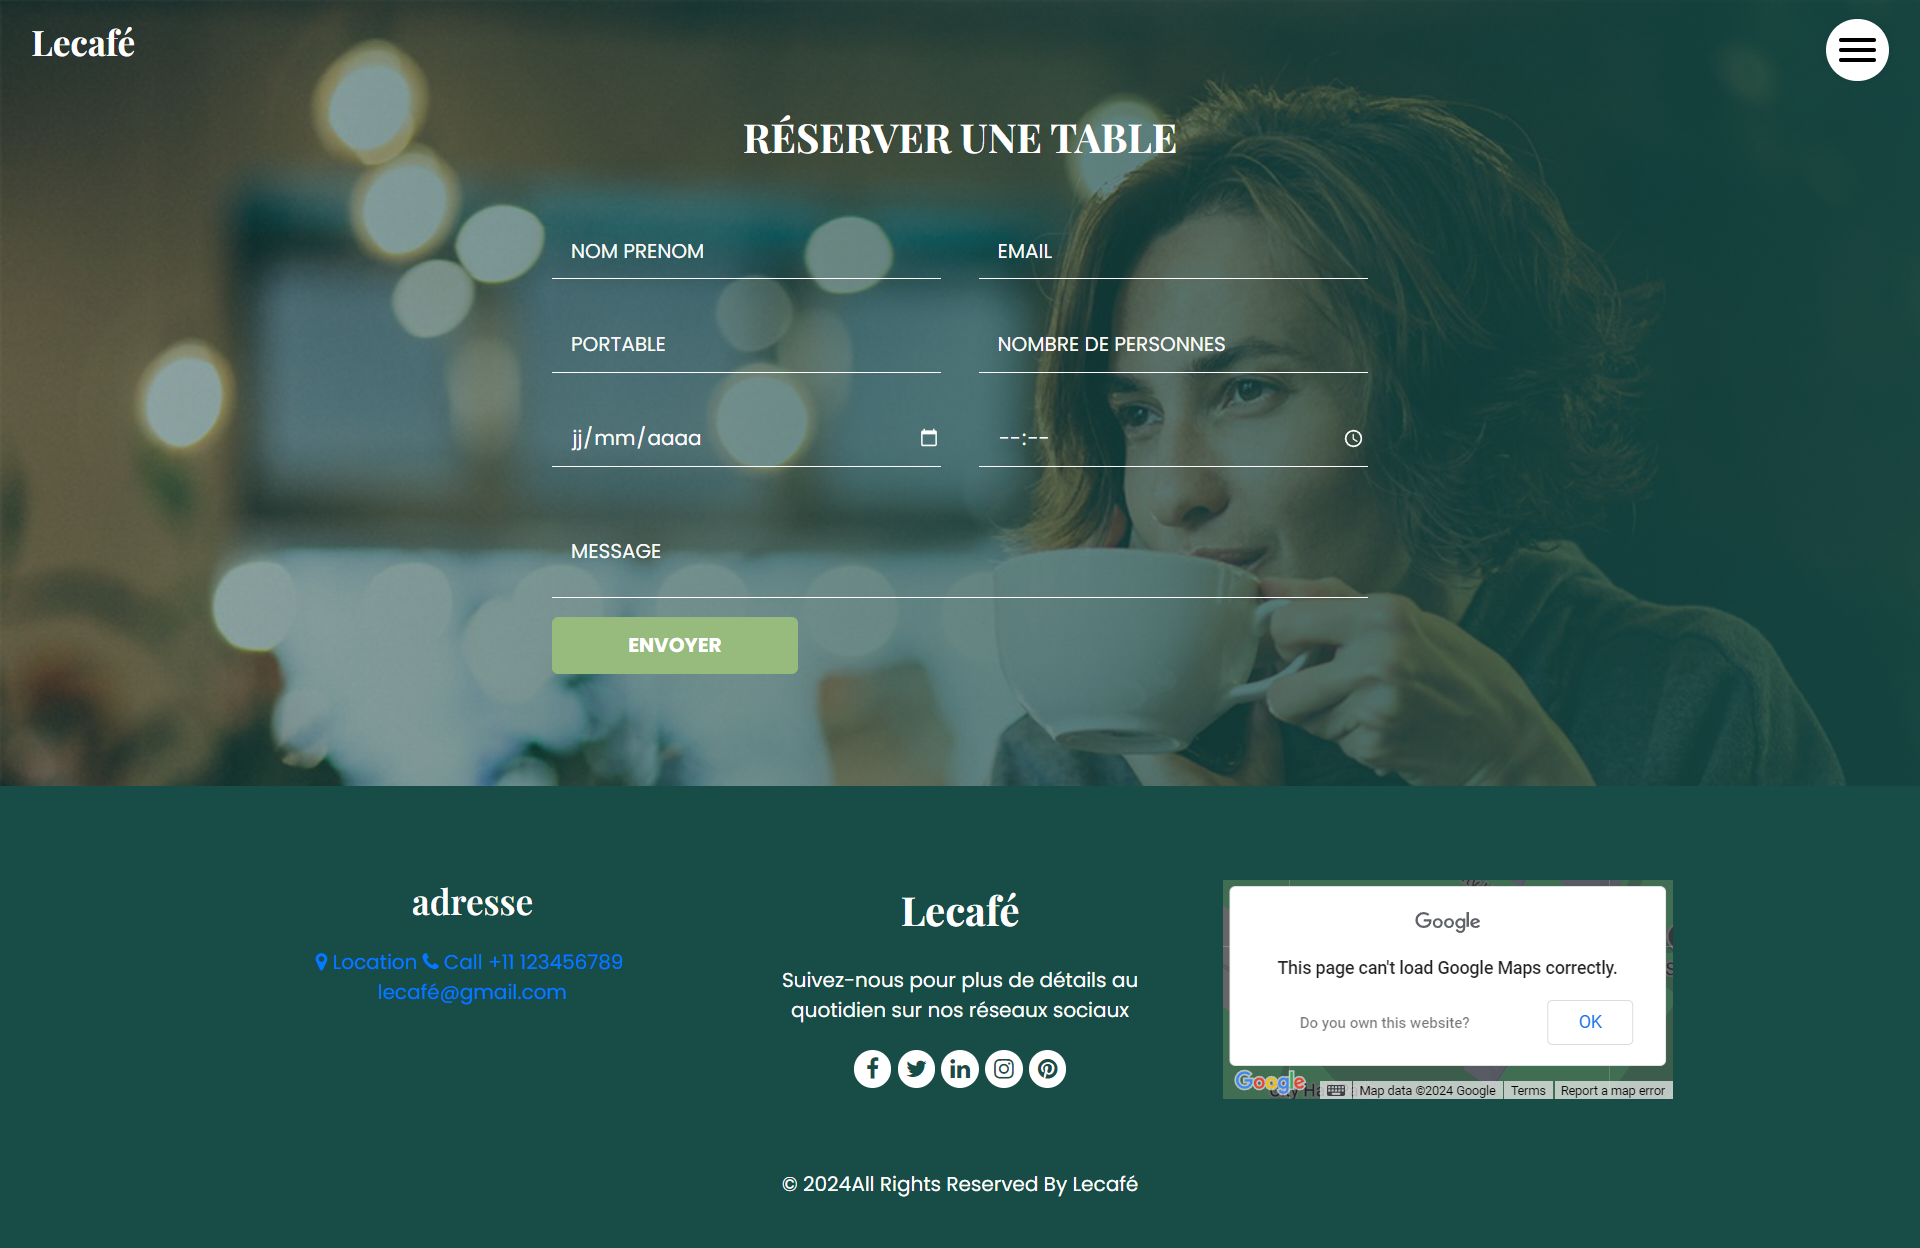 Lecafé
RÉSERVER UNE TABLE
NOM PRENOM
EMAIL
PORTABLE
NOMBRE DE PERSONNES
jj/mm/aaaa
--:--
MESSAGE
ENVOYER
adresse
Location Call +11 123456789
lecafé@gmail.com
Lecafé
Suivez-nous pour plus de détails au
quotidien sur nos réseaux sociaux
Google
This page can't load Google Maps correctly.
Do you own this website?
OK
Google
Map data ©2024 Google
Terms
Report a map error
© 2024All Rights Reserved By Lecafé